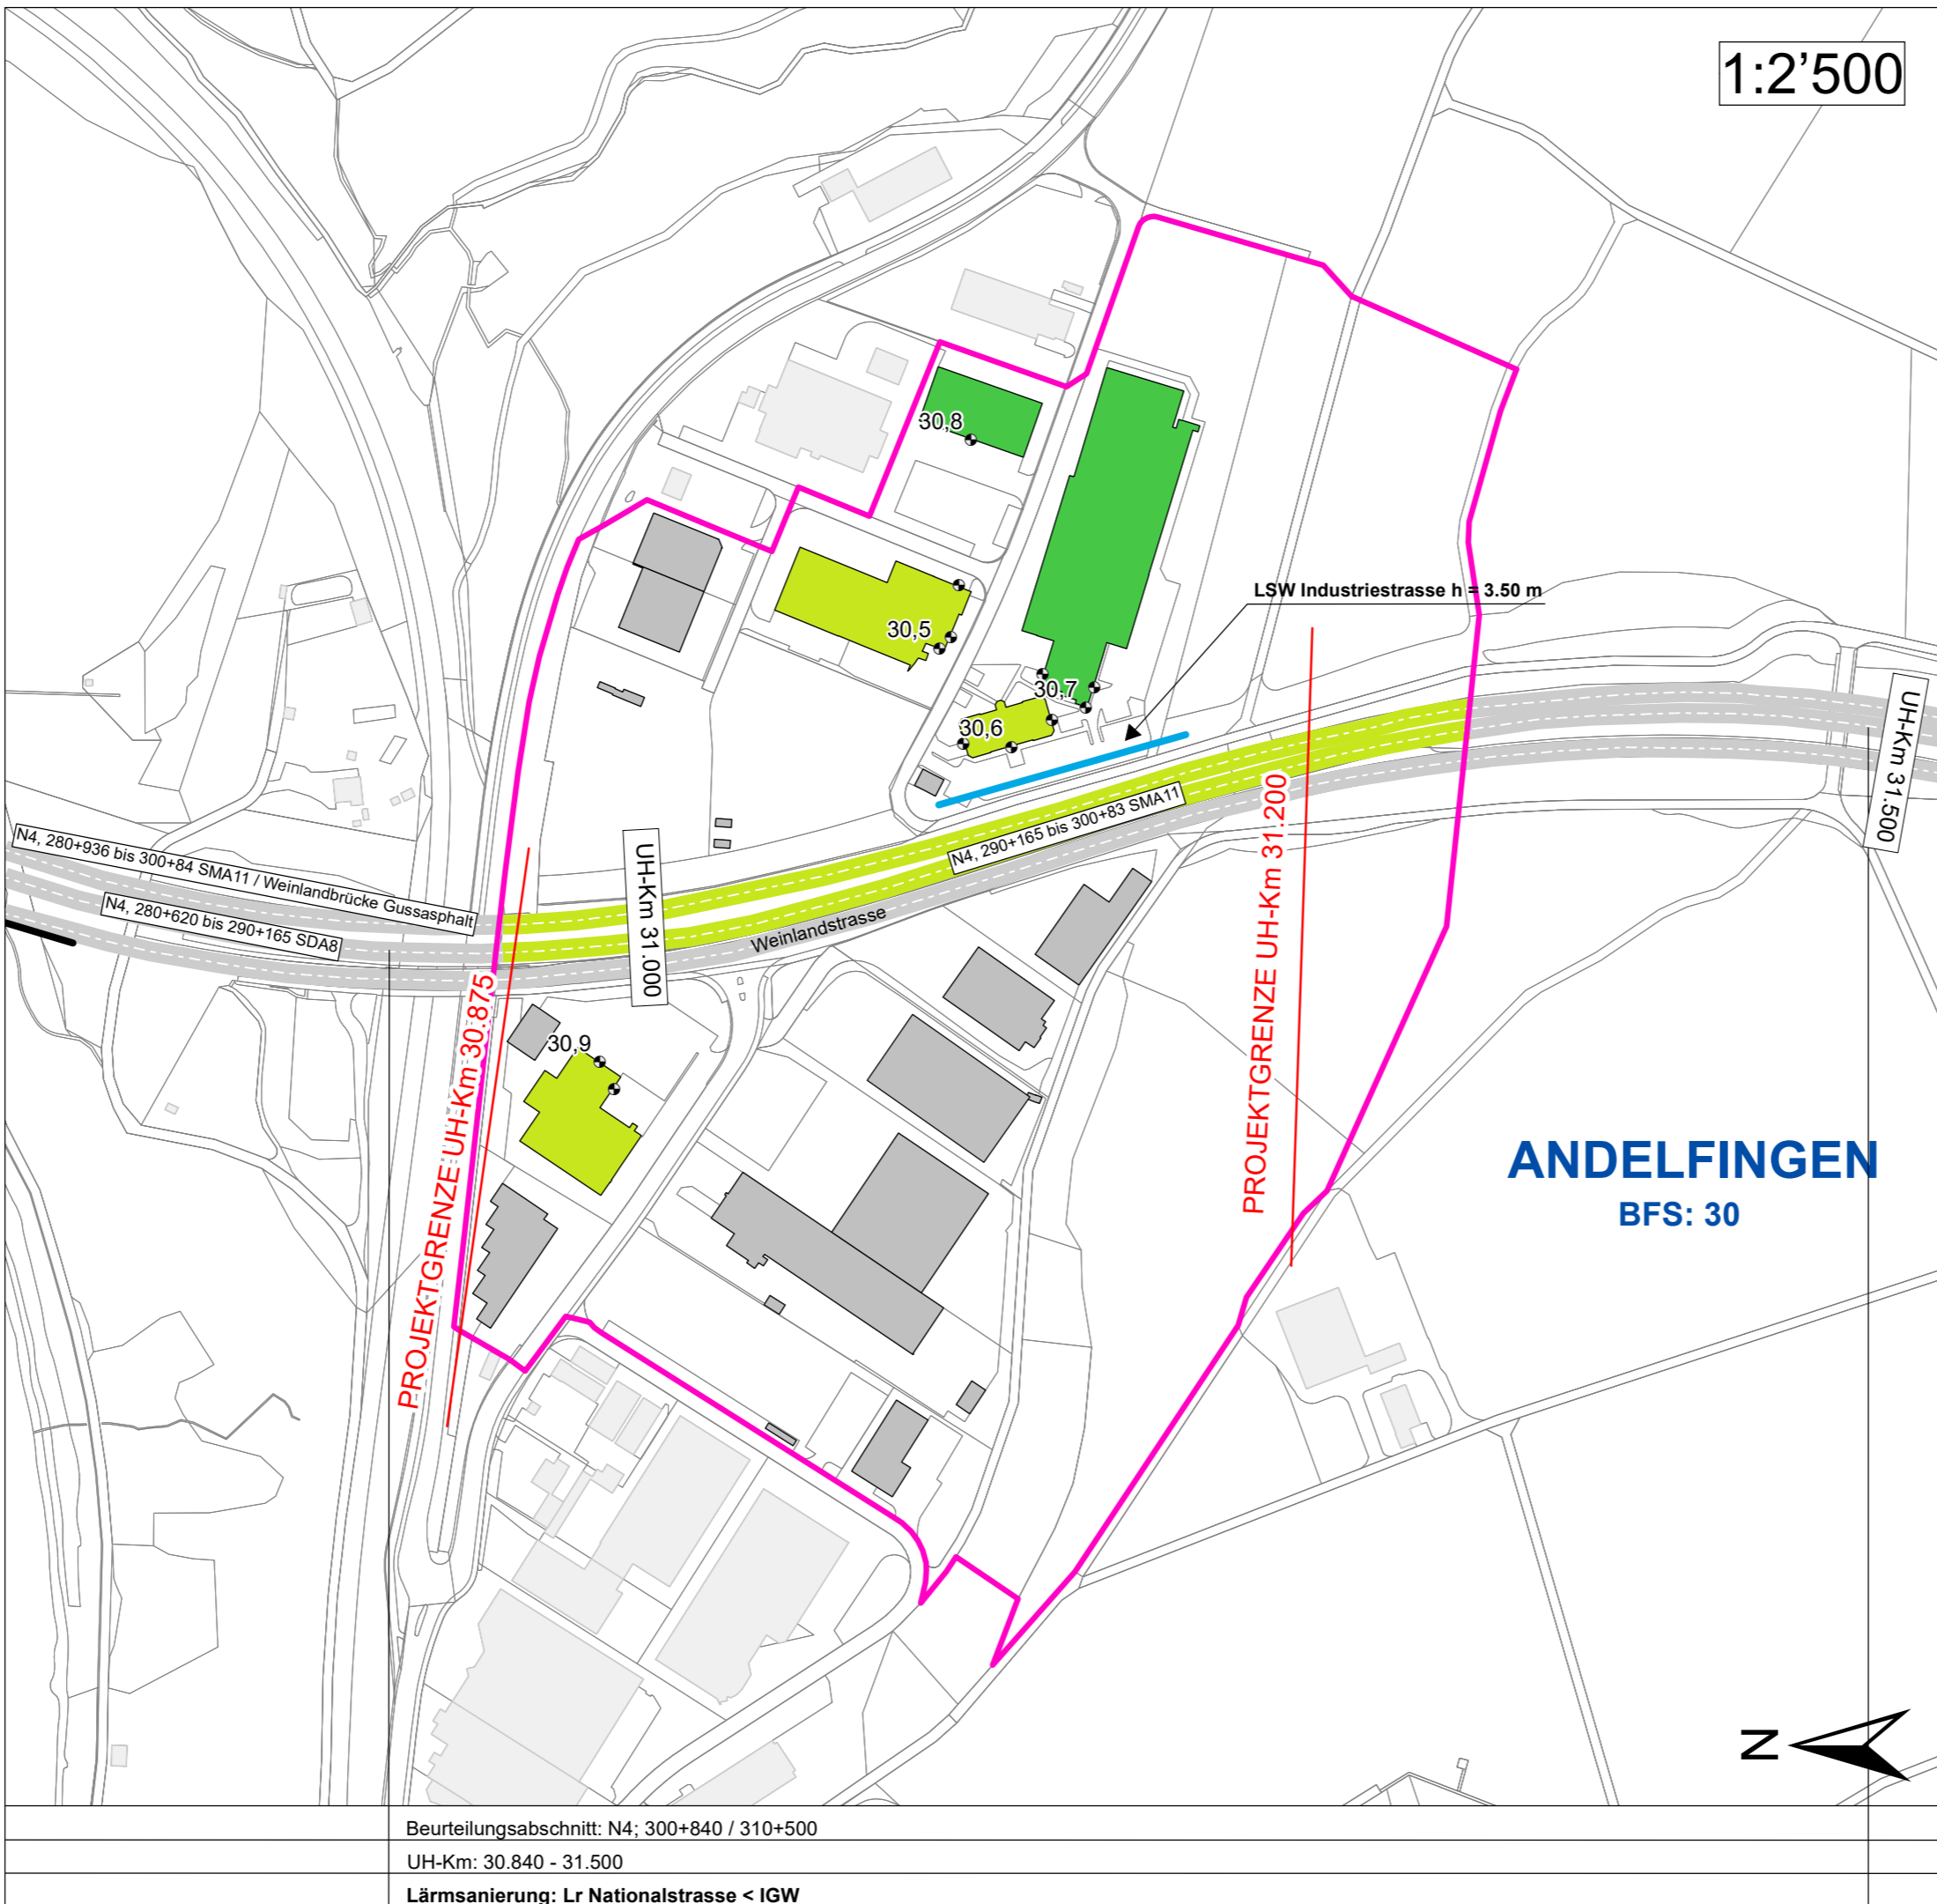 1:2’500
30,8
LSW Industriestrasse h = 3.50 m
30,5
30,7
30,6
UH-Km 31.500
PROJEKTGRENZE UH-Km 31.200
N4, 290+165 bis 300+83 SMA11
N4, 280+936 bis 300+84 SMA11 / Weinlandbrücke Gussasphalt
N4, 280+620 bis 290+165 SDA8
UH-Km 31.000
Weinlandstrasse
PROJEKTGRENZE UH-Km 30.875
30,9
ANDELFINGEN
BFS: 30
N
Beurteilungsabschnitt: N4; 300+840 / 310+500
UH-Km: 30.840 - 31.500
Lärmsanierung: Lr Nationalstrasse < IGW